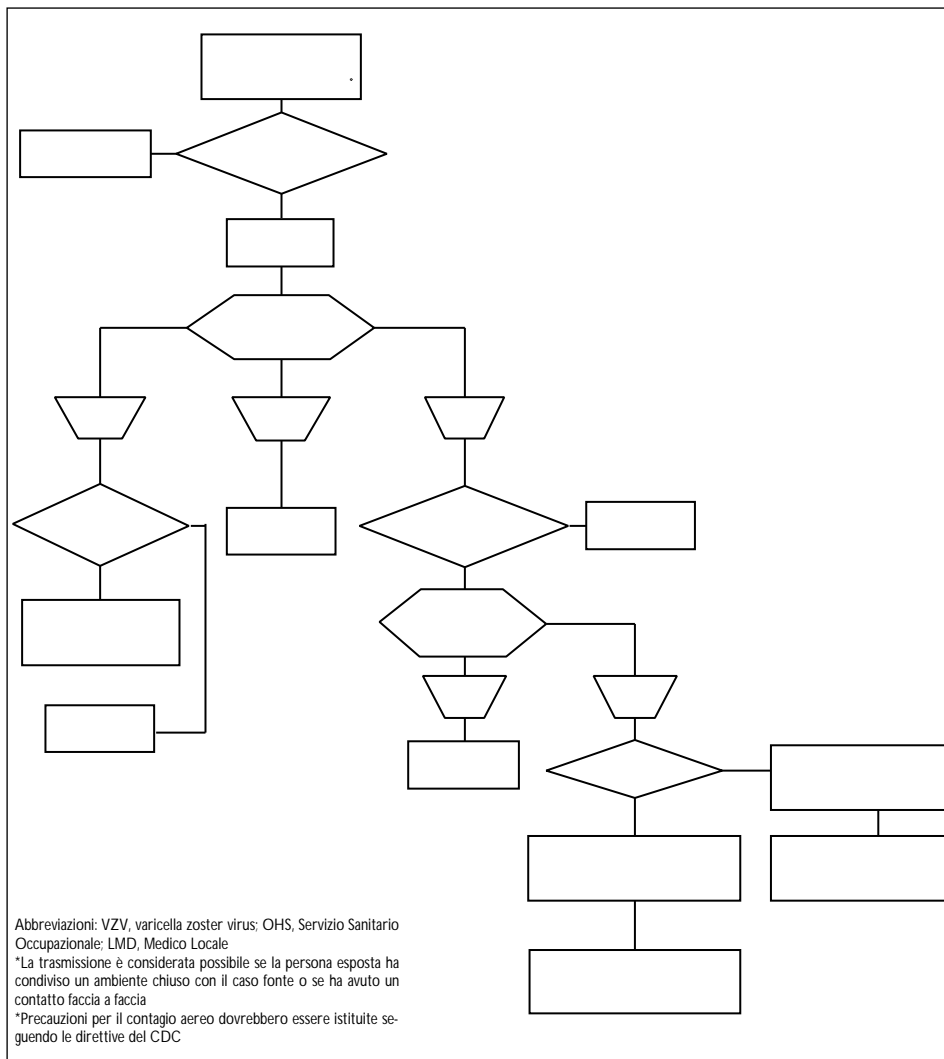 Abbreviazioni: VZV, varicella zoster virus; OHS, Servizio Sanitario
Occupazionale; LMD, Medico Locale
*La trasmissione è considerata possibile se la persona esposta ha
condiviso un ambiente chiuso con il caso fonte o se ha avuto un
contatto faccia a faccia
*Precauzioni per il contagio aereo dovrebbero essere istituite se-
guendo le direttive del CDC